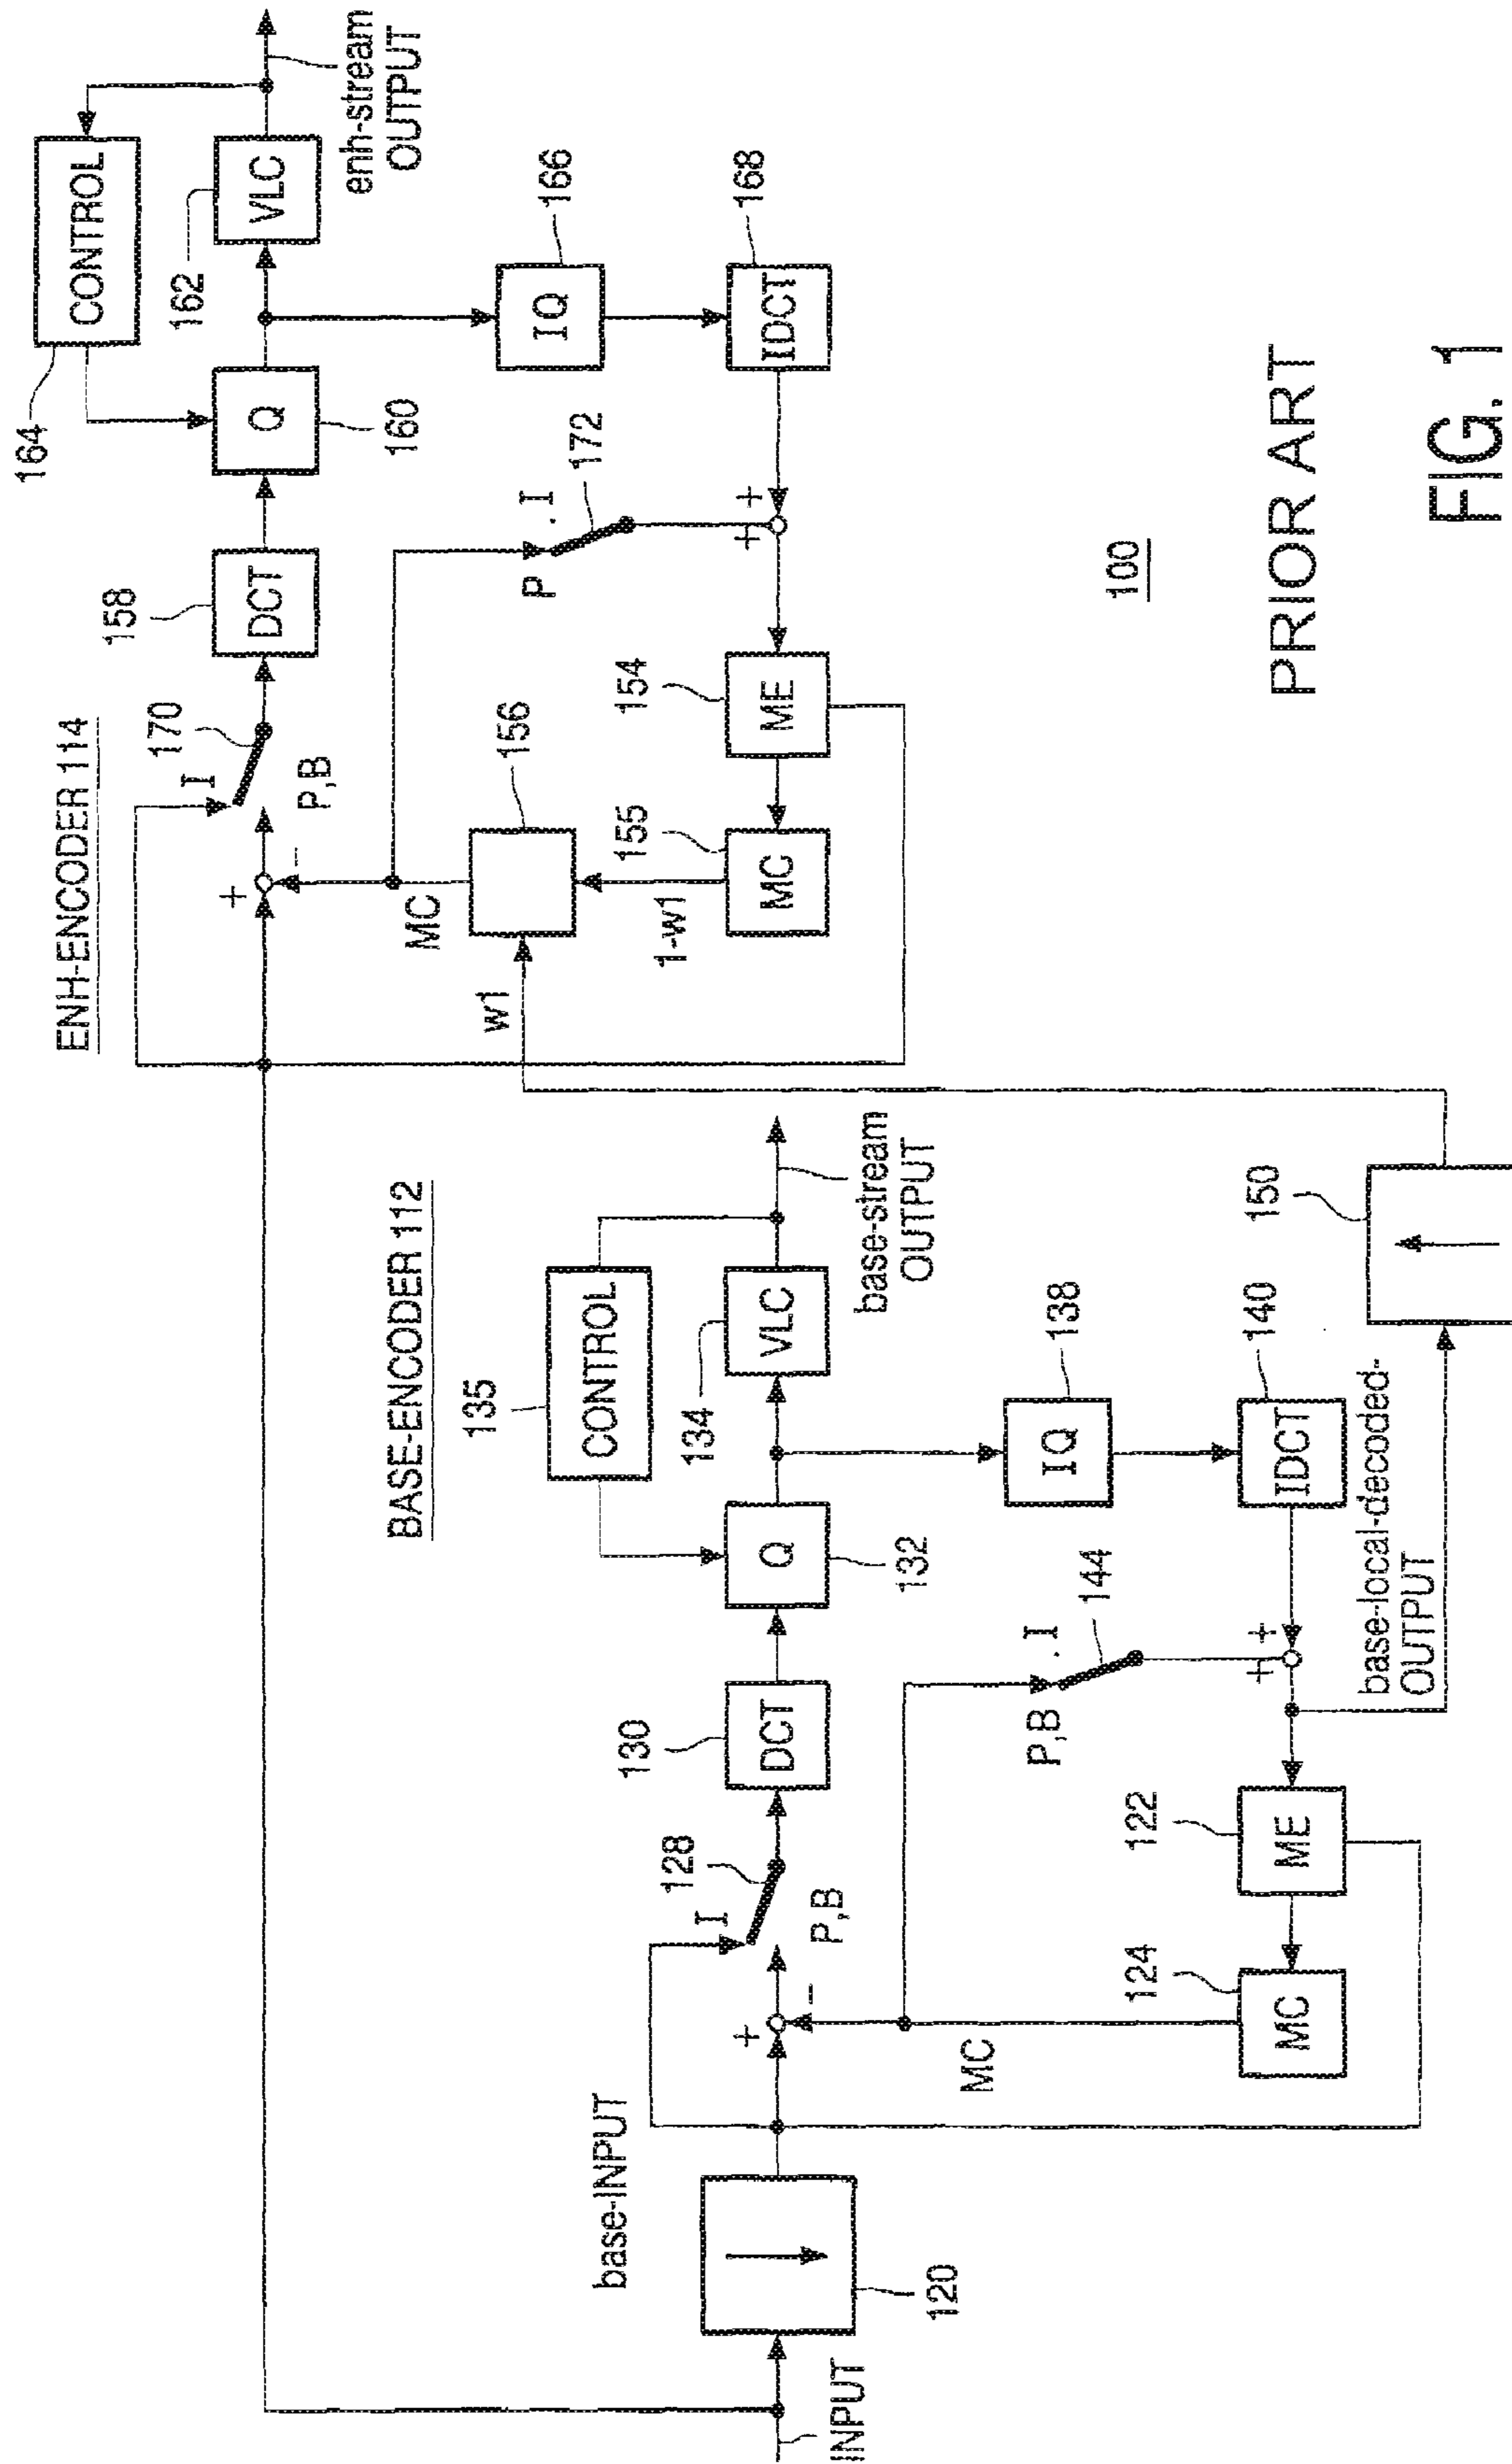 ENH-ENCODER 114
164
CONTROL
I
170
158
DCT
Q
160
162
VLC
enh-stream
OUTPUT
+
-
P,B
MC
156
w1
1-w1
155
MC
154
ME
P
. I
172
+
+
IQ
166
IDCT
168
BASE-ENCODER 112
135
CONTROL
base-INPUT
INPUT
120
+
-
I
128
P,B
130
DCT
Q
132
134
VLC
base-stream
OUTPUT
MC
P,B
. I
144
IQ
138
124
MC
122
ME
+
+
IDCT
140
base-local-decoded-
OUTPUT
150
100
PRIOR ART
FIG. 1